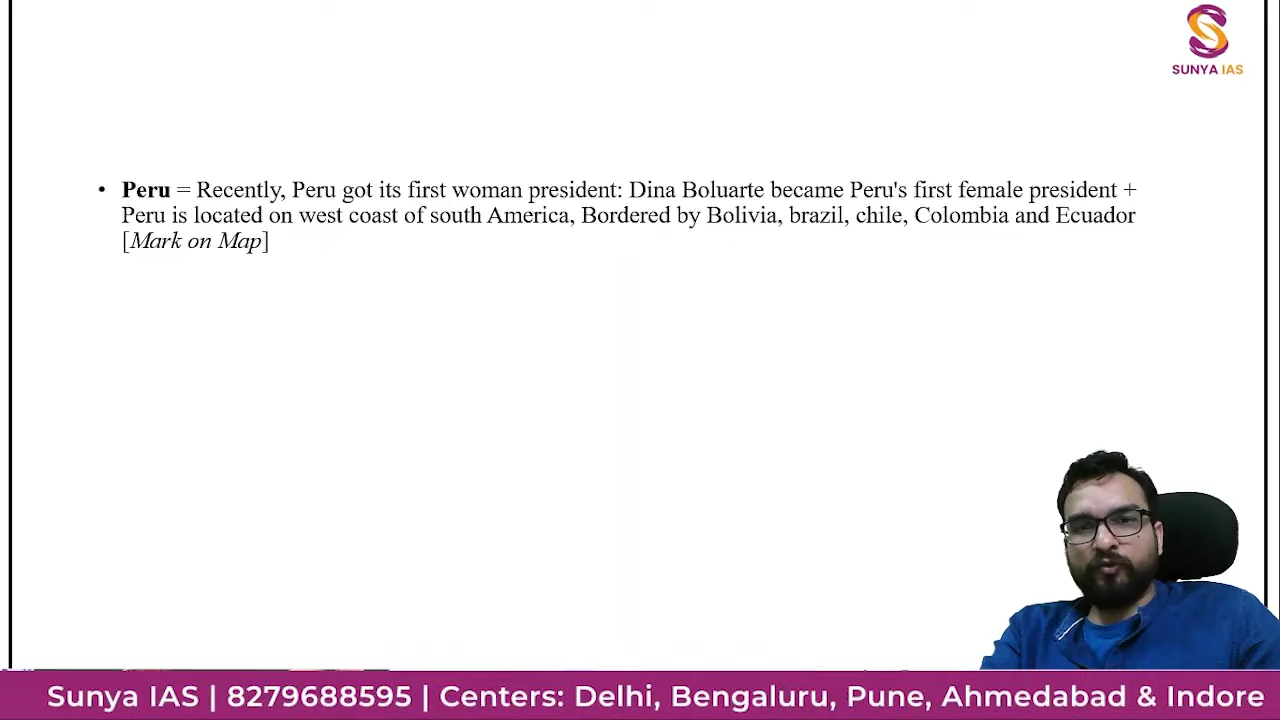 SUNYA IAS
• Peru = Recently, Peru got its first woman president: Dina Boluarte became Peru's first female president +
Peru is located on west coast of south America, Bordered by Bolivia, brazil, chile, Colombia and Ecuador
[Mark on Map]
Sunya IAS | 8279688595 | Centers: Delhi, Bengaluru, Pune, Ahmedabad & Indore